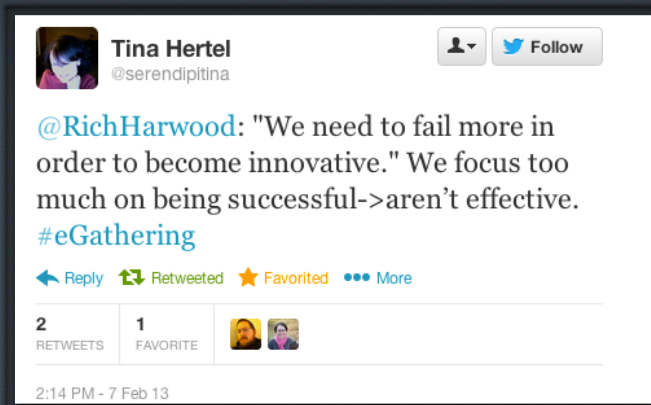 Tina Hertel
@serendipitina
Follow
@RichHarwood: "We need to fail more in
order to become innovative." We focus too
much on being successful->aren’t effective.
#eGathering
Reply Retweeted Favorited More
2 1
RETWEETS FAVORITE
2:14 PM - 7 Feb 13